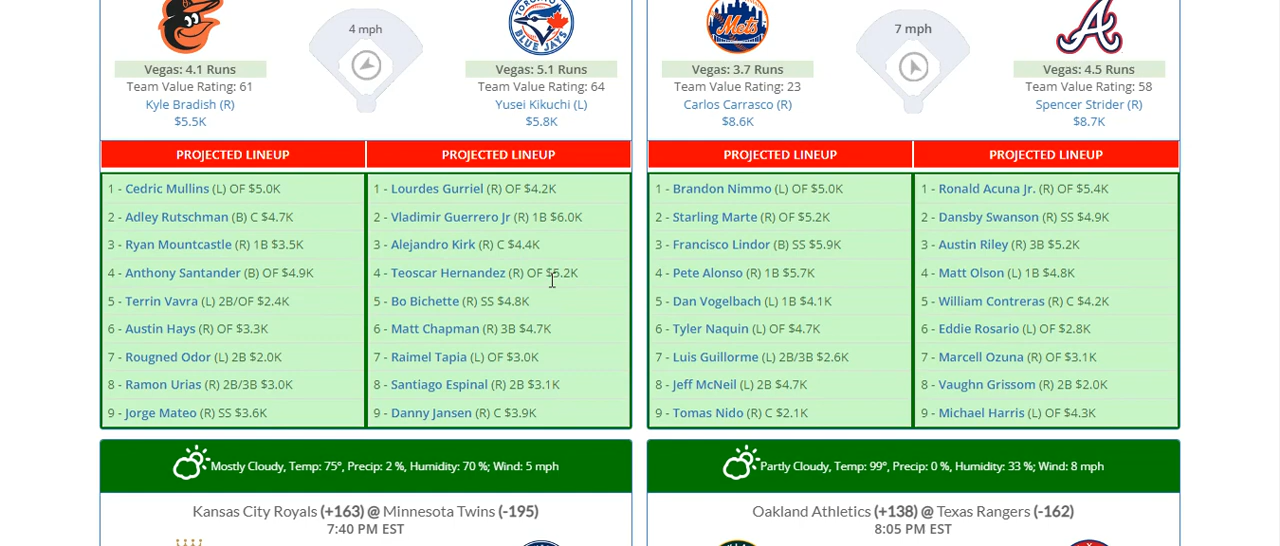 4 mph
TORONTO
BLUE JAYS
Vegas: 4.1 Runs
Vegas: 5.1 Runs
Team Value Rating: 61
Team Value Rating: 64
Kyle Bradish (R)
Yusei Kikuchi (L)
$5.5K
$5.8K
PROJECTED LINEUP
PROJECTED LINEUP
1 - Cedric Mullins (L) OF $5.0K
2 - Adley Rutschman (B) C $4.7K
3 - Ryan Mountcastle (R) 1B $3.5K
4 - Anthony Santander (B) OF $4.9K
5 - Terrin Vavra (L) 2B/OF $2.4K
6 - Austin Hays (R) OF $3.3K
7 - Rougned Odor (L) 2B $2.0K
8 - Ramon Urias (R) 2B/3B $3.0K
9 - Jorge Mateo (R) SS $3.6K
1 - Lourdes Gurriel (R) OF $4.2K
2 - Vladimir Guerrero Jr (R) 1B $6.0K
3 - Alejandro Kirk (R) C $4.4K
4 - Teoscar Hernandez (R) OF $5.2K
5 - Bo Bichette (R) SS $4.8K
6 - Matt Chapman (R) 3B $4.7K
7 - Raimel Tapia (L) OF $3.0K
8 - Santiago Espinal (R) 2B $3.1K
9 - Danny Jansen (R) C $3.9K
Mets
7 mph
A
Vegas: 3.7 Runs
Vegas: 4.5 Runs
Team Value Rating: 23
Team Value Rating: 58
Carlos Carrasco (R)
Spencer Strider (R)
$8.6K
$8.7K
PROJECTED LINEUP
PROJECTED LINEUP
1 - Brandon Nimmo (L) OF $5.0K
2 - Starling Marte (R) OF $5.2K
3 - Francisco Lindor (B) SS $5.9K
4 - Pete Alonso (R) 1B $5.7K
5 - Dan Vogelbach (L) 1B $4.1K
6 - Tyler Naquin (L) OF $4.7K
7 - Luis Guillorme (L) 2B/3B $2.6K
8 - Jeff McNeil (L) 2B $4.7K
9 - Tomas Nido (R) C $2.1K
1 - Ronald Acuna Jr. (R) OF $5.4K
2 - Dansby Swanson (R) SS $4.9K
3 - Austin Riley (R) 3B $5.2K
4 - Matt Olson (L) 1B $4.8K
5 - William Contreras (R) C $4.2K
6 - Eddie Rosario (L) OF $2.8K
7 - Marcell Ozuna (R) OF $3.1K
8 - Vaughn Grissom (R) 2B $2.0K
9 - Michael Harris (L) OF $4.3K
Mostly Cloudy, Temp: 75°, Precip: 2 %, Humidity: 70 %; Wind: 5 mph
Kansas City Royals (+163) @ Minnesota Twins (-195)
7:40 PM EST
Partly Cloudy, Temp: 99°, Precip: 0 %, Humidity: 33 %; Wind: 8 mph
Oakland Athletics (+138) @ Texas Rangers (-162)
8:05 PM EST